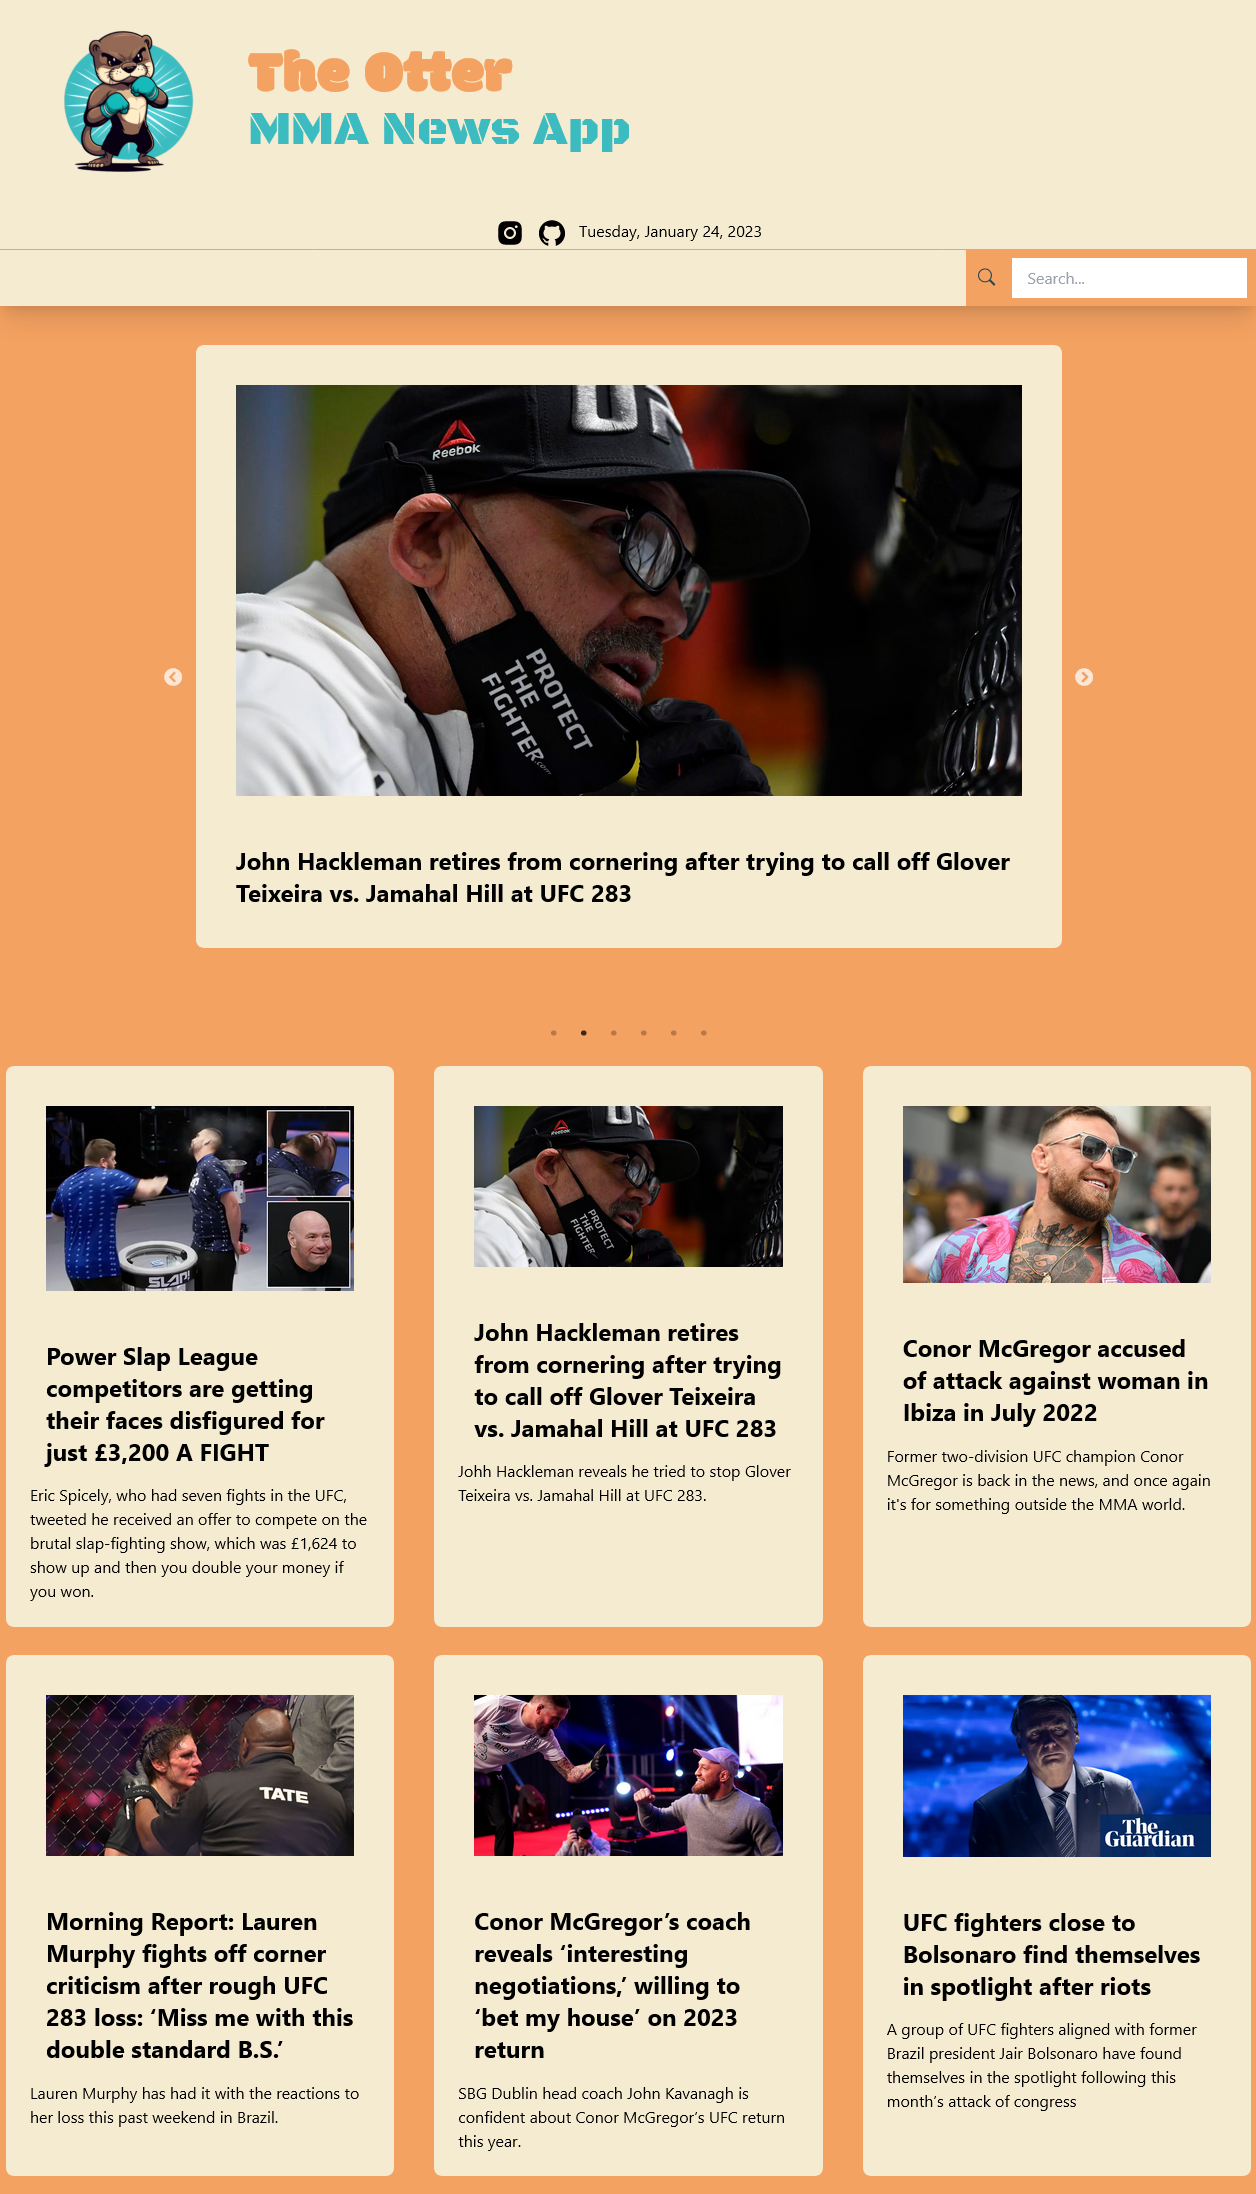 The Otter
MMA News App
Tuesday, January 24, 2023
Search...
Reebok
PROTECT
THE
FIGHTER.com
John Hackleman retires from cornering after trying to call off Glover
Teixeira vs. Jamahal Hill at UFC 283
SLAP!
Power Slap League
competitors are getting
their faces disfigured for
just £3,200 A FIGHT
Eric Spicely, who had seven fights in the UFC,
tweeted he received an offer to compete on the
brutal slap-fighting show, which was £1,624 to
show up and then you double your money if
you won.
Reebok
PROTECT
THE
FIGHTER
John Hackleman retires
from cornering after trying
to call off Glover Teixeira
vs. Jamahal Hill at UFC 283
Johh Hackleman reveals he tried to stop Glover
Teixeira vs. Jamahal Hill at UFC 283.
Conor McGregor accused
of attack against woman in
Ibiza in July 2022
Former two-division UFC champion Conor
McGregor is back in the news, and once again
it's for something outside the MMA world.
TATE
Morning Report: Lauren
Murphy fights off corner
criticism after rough UFC
283 loss: ‘Miss me with this
double standard B.S.’
Lauren Murphy has had it with the reactions to
her loss this past weekend in Brazil.
Conor McGregor’s coach
reveals ‘interesting
negotiations,’ willing to
‘bet my house’ on 2023
return
SBG Dublin head coach John Kavanagh is
confident about Conor McGregor’s UFC return
this year.
The
Guardian
UFC fighters close to
Bolsonaro find themselves
in spotlight after riots
A group of UFC fighters aligned with former
Brazil president Jair Bolsonaro have found
themselves in the spotlight following this
month’s attack of congress